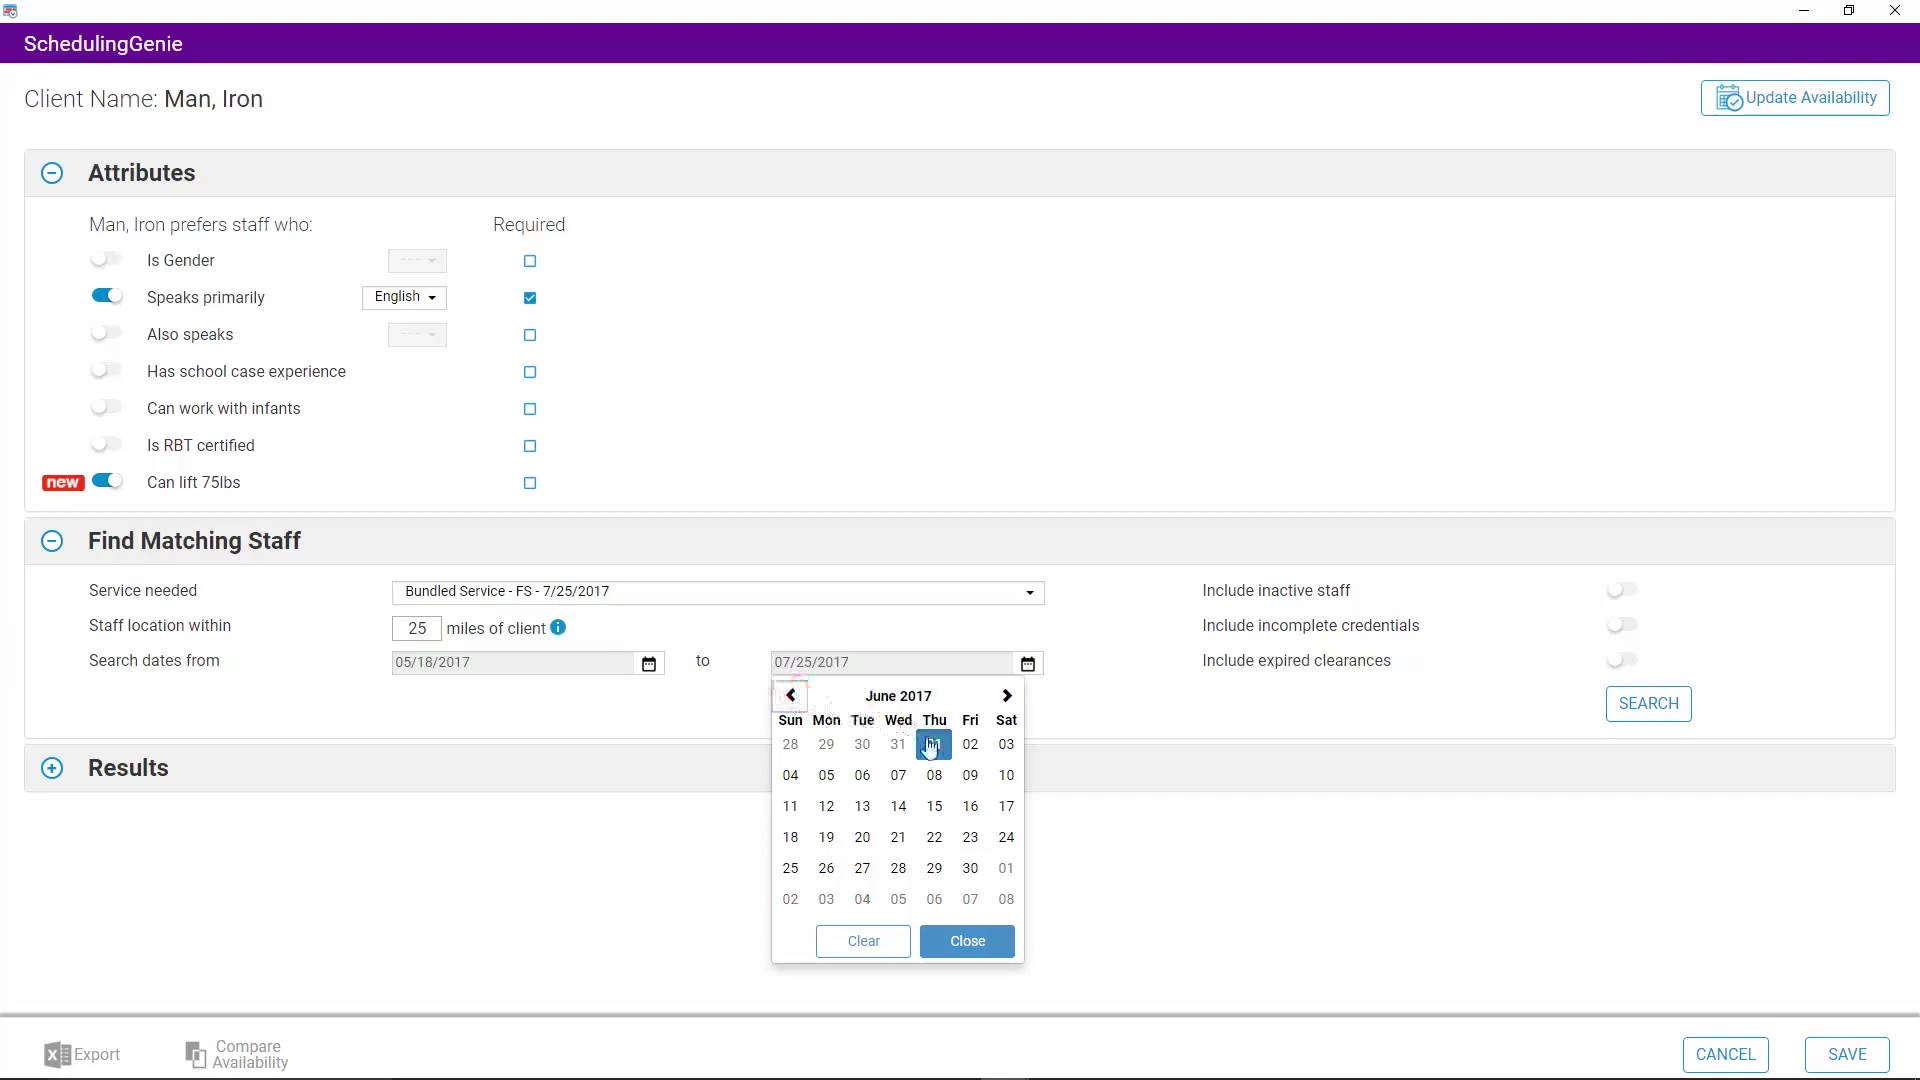 SchedulingGenie
Client Name: Man, Iron
Update Availability
Attributes
Man, Iron prefers staff who:
Required
Is Gender
---
Speaks primarily
English
Also speaks
---
Has school case experience
Can work with infants
Is RBT certified
new
Can lift 75lbs
Find Matching Staff
Service needed
Bundled Service - FS - 7/25/2017
Include inactive staff
Staff location within
25 miles of client
Include incomplete credentials
Search dates from
05/18/2017
to
07/25/2017
Include expired clearances
SEARCH
June 2017
Sun Mon Tue Wed Thu Fri Sat
28 29 30 31 02 03
04 05 06 07 08 09 10
11 12 13 14 15 16 17
18 19 20 21 22 23 24
25 26 27 28 29 30 01
02 03 04 05 06 07 08
Clear
Close
Results
Export
Compare
Availability
CANCEL
SAVE